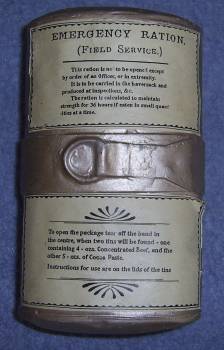 EMERGENCY RATION,
(FIELD SERVICE.)
This ration is not to be opened except
by order of an Officer, or in extremity.
It is to be carried in the haversack and
produced at inspections, &c.
The ration is calculated to maintain
strength for 36 hours if eaten in small quant
ities at a time.
To open the package tear off the band in
the centre, when two tins will be found - one
containing 4 - ozs. Concentrated Beef, and the
other 5 - ozs. of Cocoa Paste.
Instructions for use are on the lids of the tins